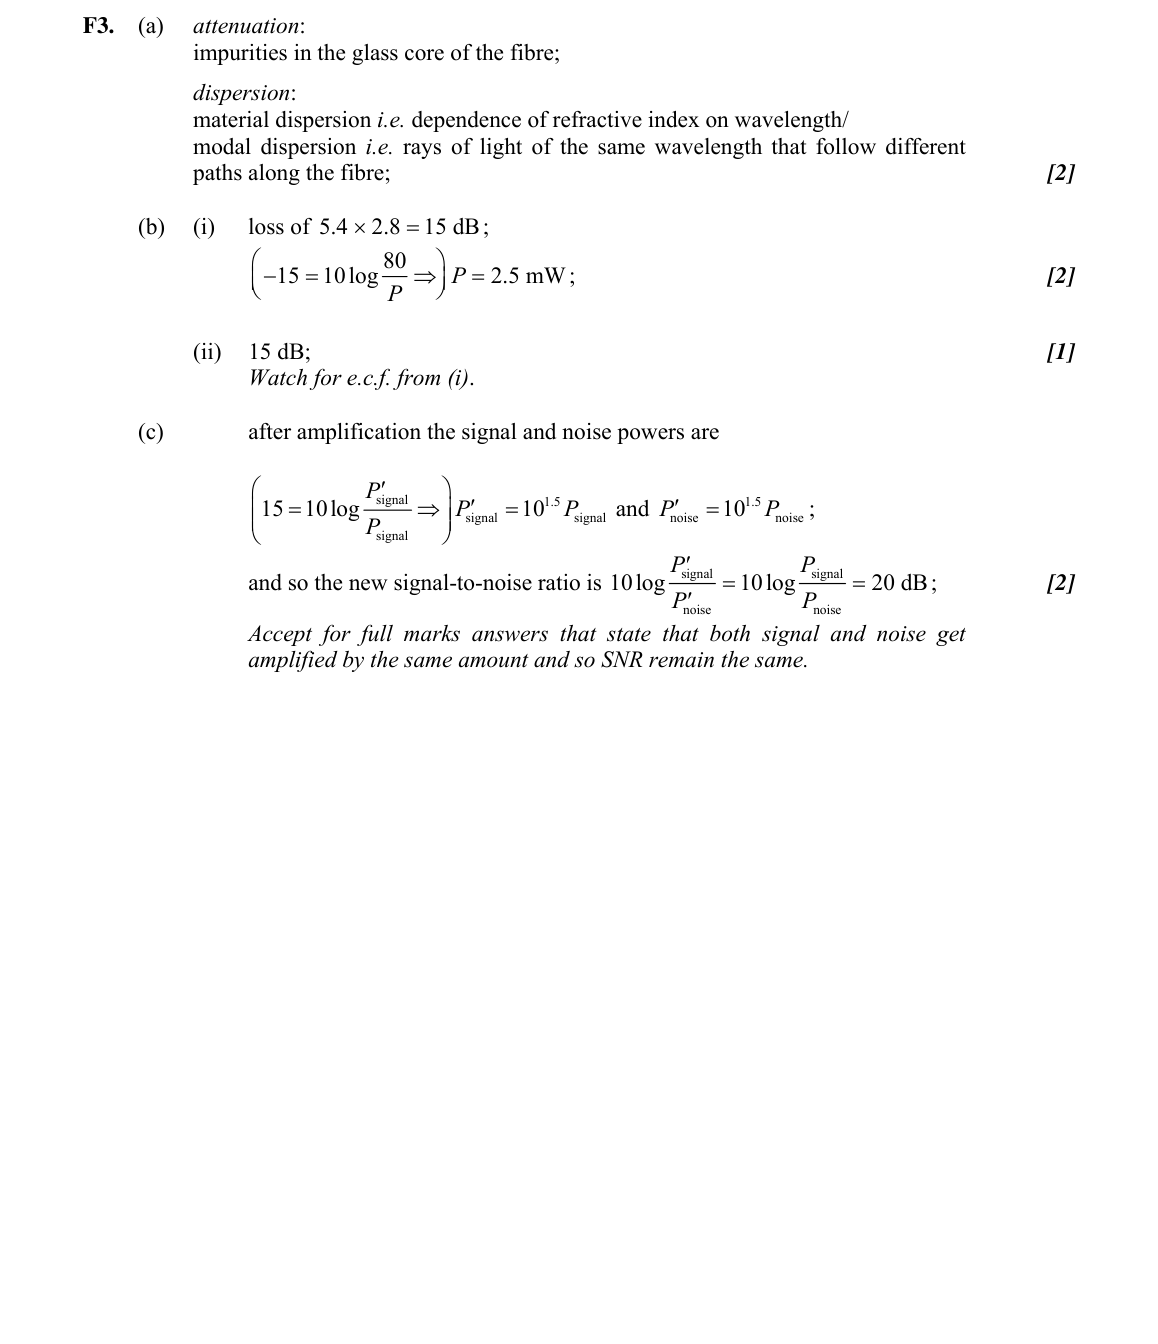 F3. (a) attenuation:
impurities in the glass core of the fibre;
dispersion:
material dispersion i.e. dependence of refractive index on wavelength/
modal dispersion i.e. rays of light of the same wavelength that follow different
paths along the fibre; [2]
(b) (i) loss of 5.4 × 2.8 = 15 dB;
(−15 = 10 log 80/P ⇒) P = 2.5 mW; [2]
(ii) 15 dB; [1]
Watch for e.c.f. from (i).
(c) after amplification the signal and noise powers are
(15 = 10 log P′signal/Psignal ⇒) P′signal = 10^1.5 Psignal and P′noise = 10^1.5 Pnoise;
and so the new signal-to-noise ratio is 10 log P′signal/P′noise = 10 log Psignal/Pnoise = 20 dB; [2]
Accept for full marks answers that state that both signal and noise get
amplified by the same amount and so SNR remain the same.